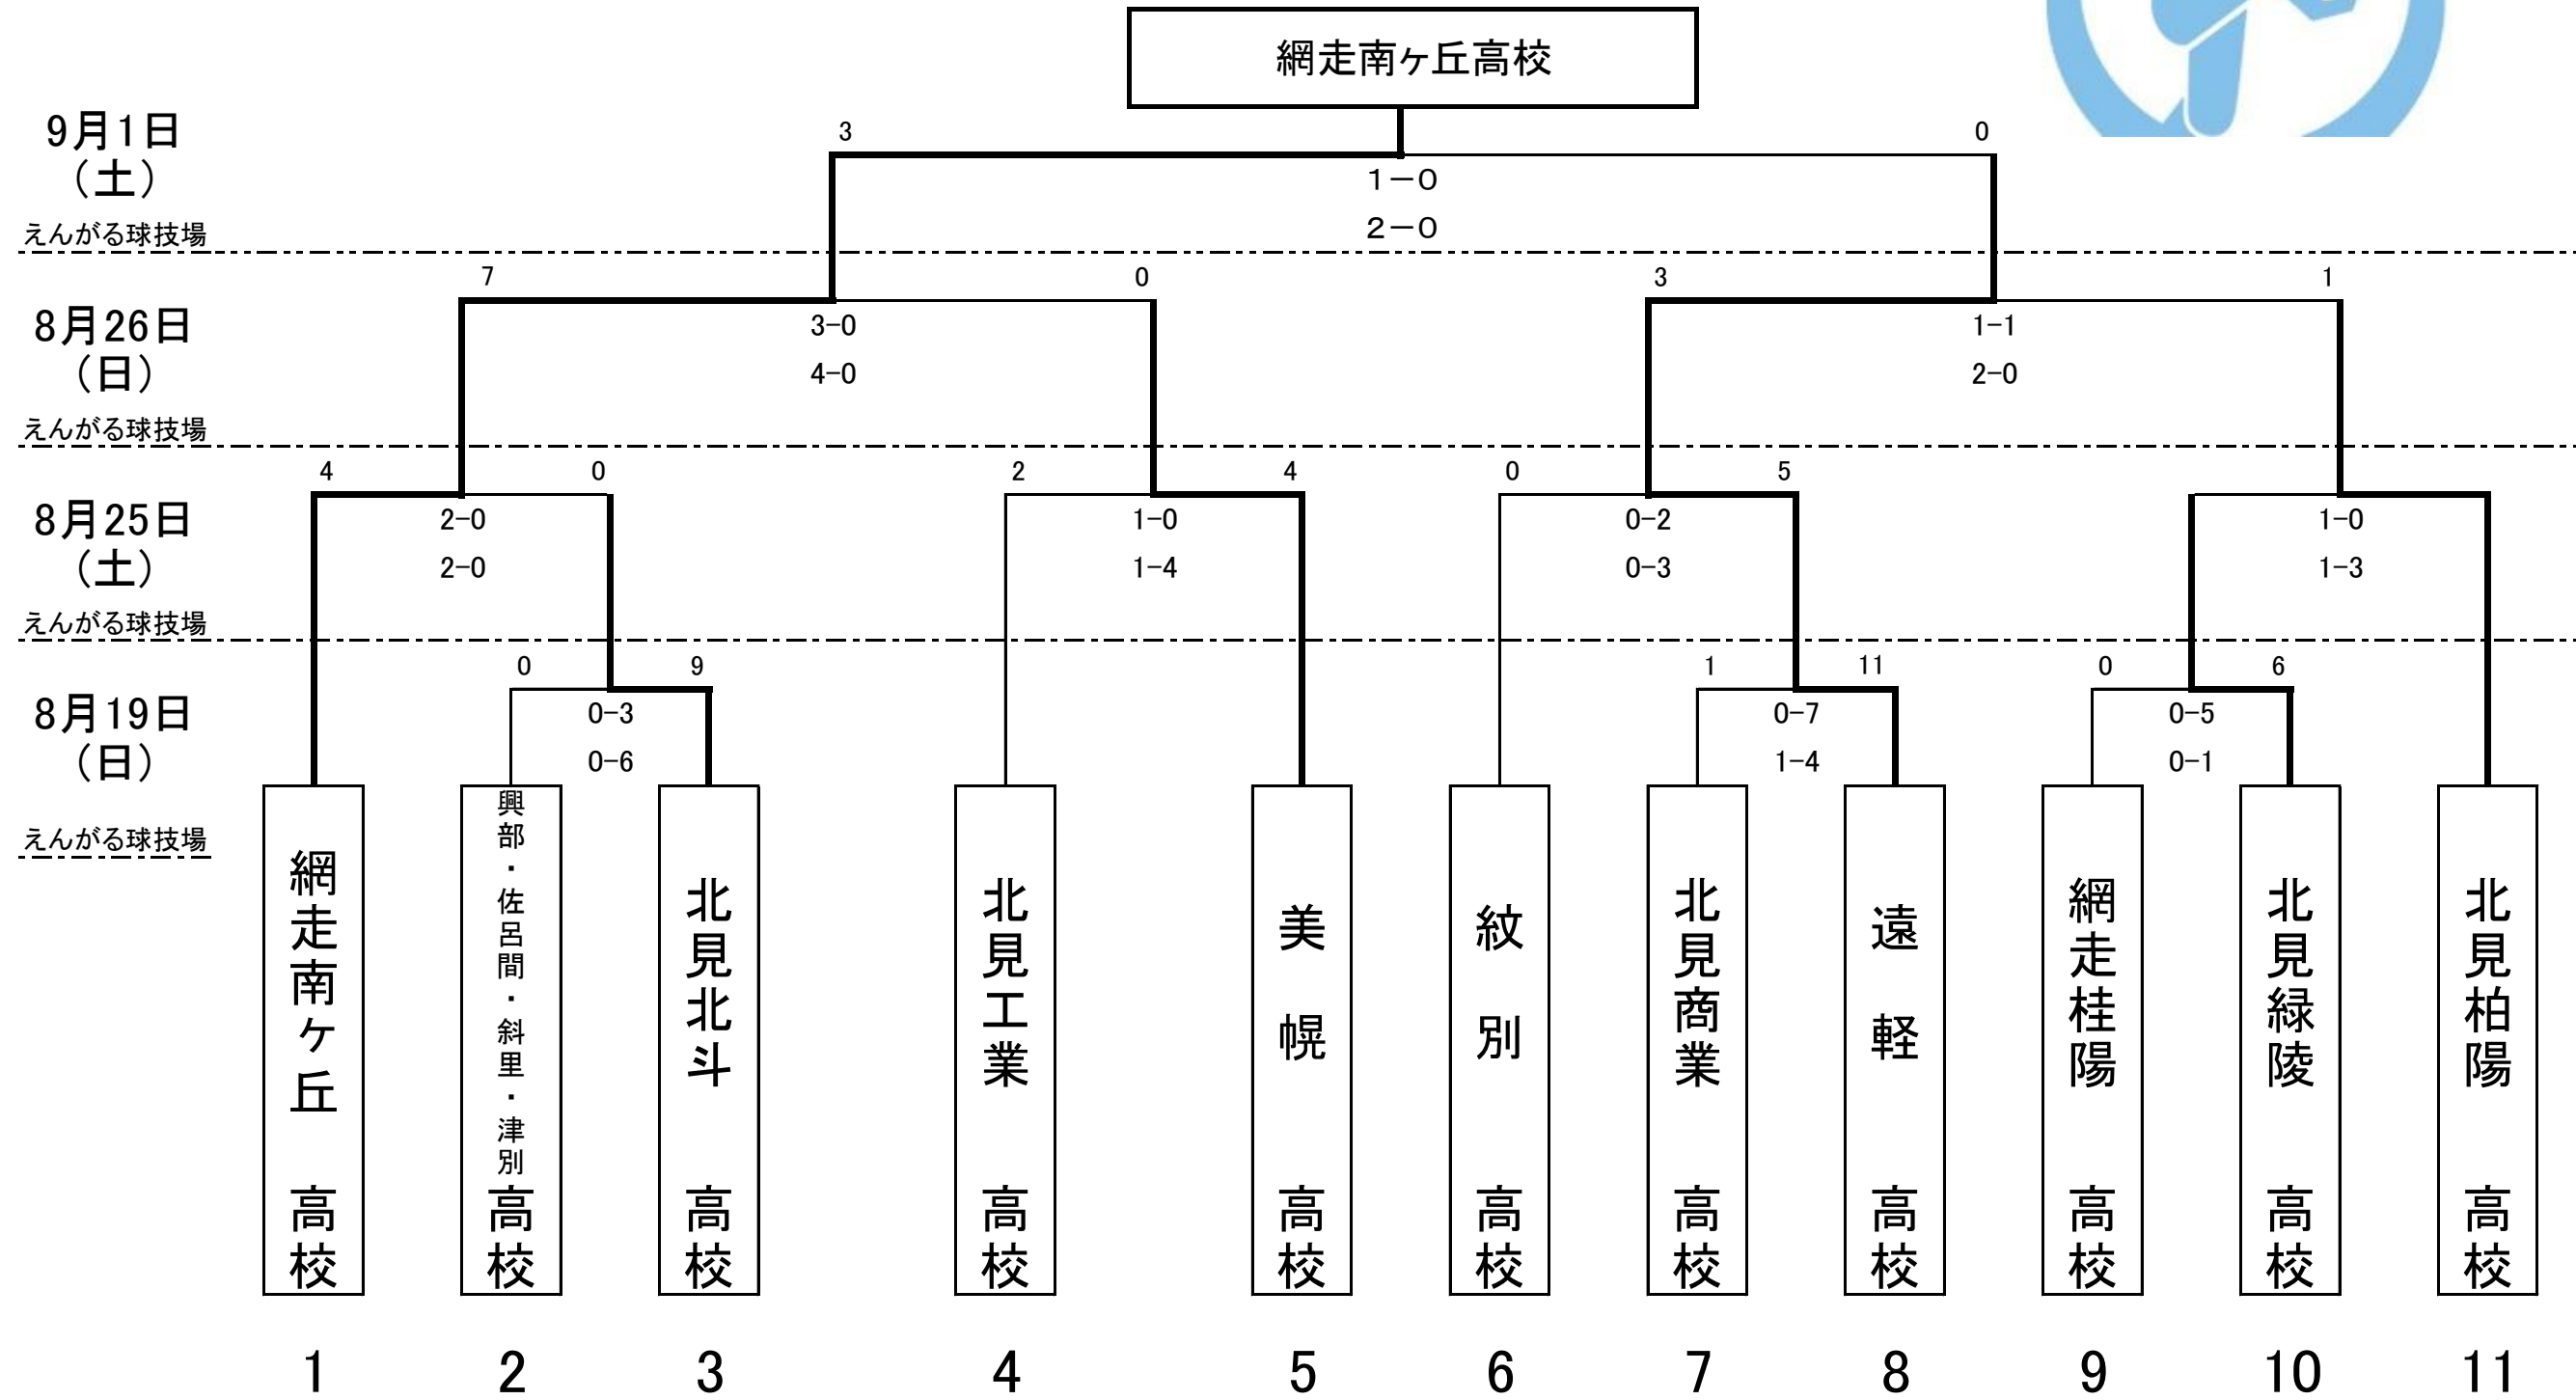 網走南ヶ丘高校
9月1日
（土）
えんがる球技場
3
0
1－0
2－0
8月26日
（日）
えんがる球技場
7
0
3-0
4-0
3
1
1-1
2-0
8月25日
（土）
えんがる球技場
4
0
2-0
2-0
2
4
1-0
1-4
0
5
0-2
0-3
1-0
1-3
8月19日
（日）
えんがる球技場
0
9
0-3
0-6
1
11
0-7
1-4
0
6
0-5
0-1
網走南ヶ丘 高校
興部・佐呂間・斜里・津別 高校
北見北斗 高校
北見工業 高校
美幌 高校
紋別 高校
北見商業 高校
遠軽 高校
網走桂陽 高校
北見緑陵 高校
北見柏陽 高校
1 2 3 4 5 6 7 8 9 10 11